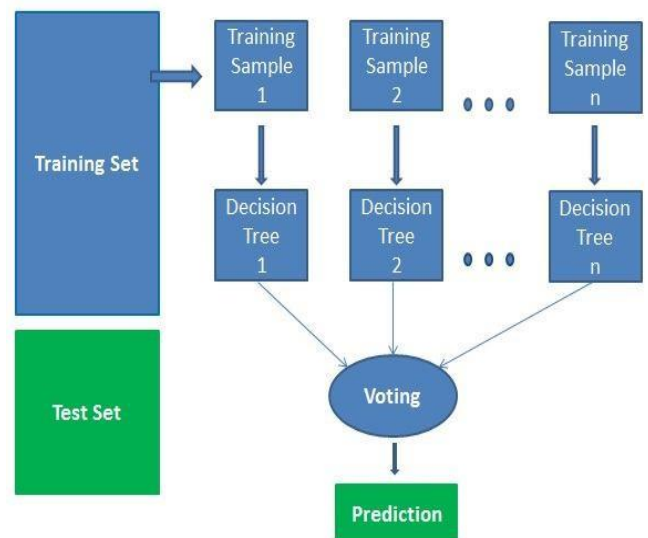 Training Set
Training
Sample
1
Training
Sample
2
Training
Sample
n
Decision
Tree
1
Decision
Tree
2
Decision
Tree
n
Test Set
Voting
Prediction